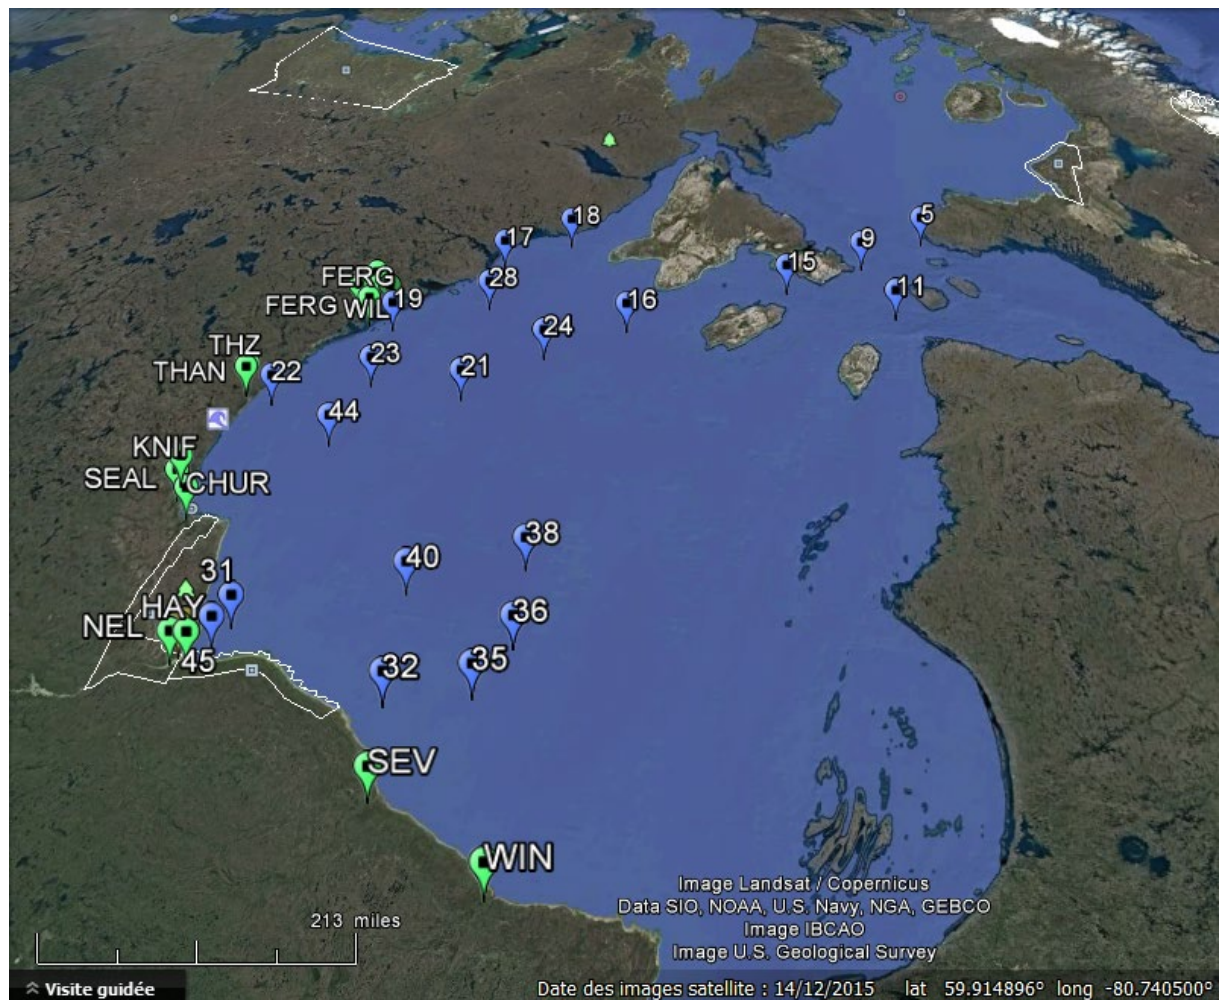 18
5
17
9
15
FERG
28
11
FERG WIL
19
16
24
THZ
23
THAN
22
21
44
KNIF
SEAL
CHUR
38
40
31
HAY
36
NEL
45
32
35
SEV
WIN
Image Landsat / Copernicus
Data SIO, NOAA, U.S. Navy, NGA, GEBCO
Image IBCAO
Image U.S. Geological Survey
213 miles
Visite guidée
Date des images satellite : 14/12/2015 lat 59.914896° long -80.740500°